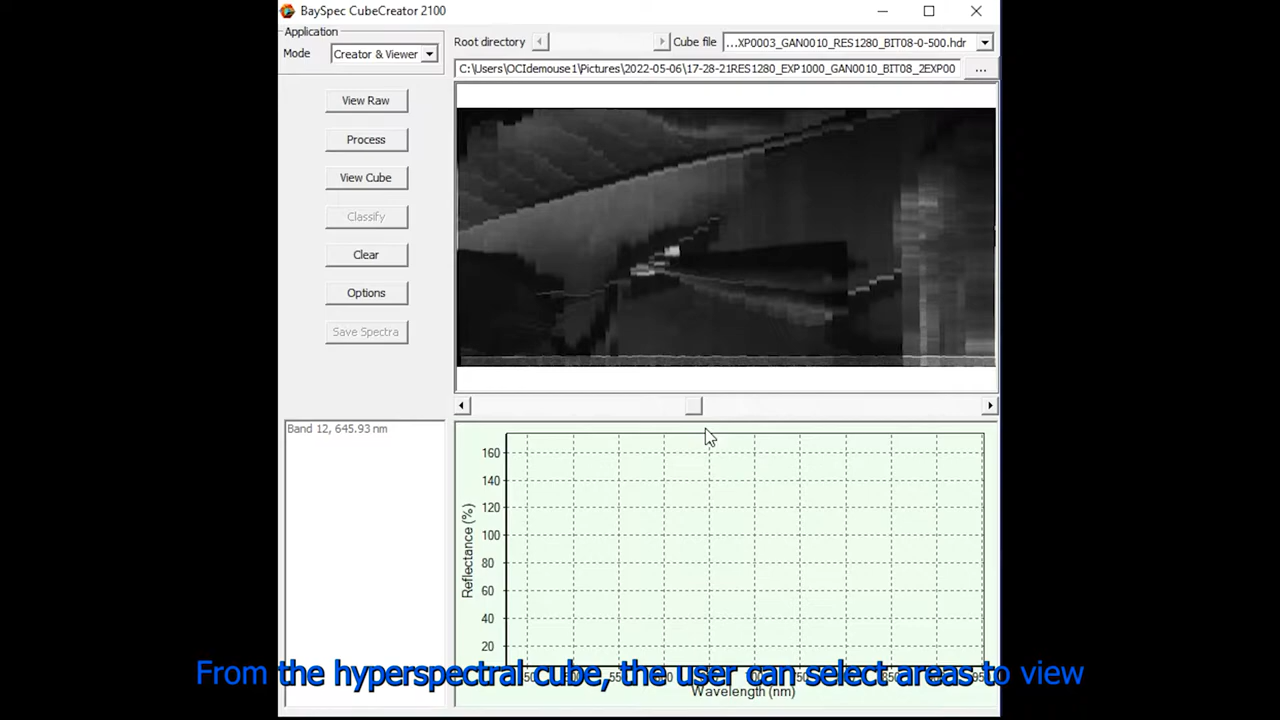 BaySpec CubeCreator 2100
Application
Mode
Creator & Viewer
Root directory
Cube file
...XP0003_GAN0010_RES1280_BIT08-0-500.hdr
C:\Users\OCIdemouse1\Pictures\2022-05-06\17-28-21RES1280_EXP1000_GAN0010_BIT08_2EXP00
...
View Raw
Process
View Cube
Classify
Clear
Options
Save Spectra
Band 12, 645.93 nm
160
140
120
100
80
60
40
20
Reflectance (%)
Wavelength (nm)
From the hyperspectral cube, the user can select areas to view